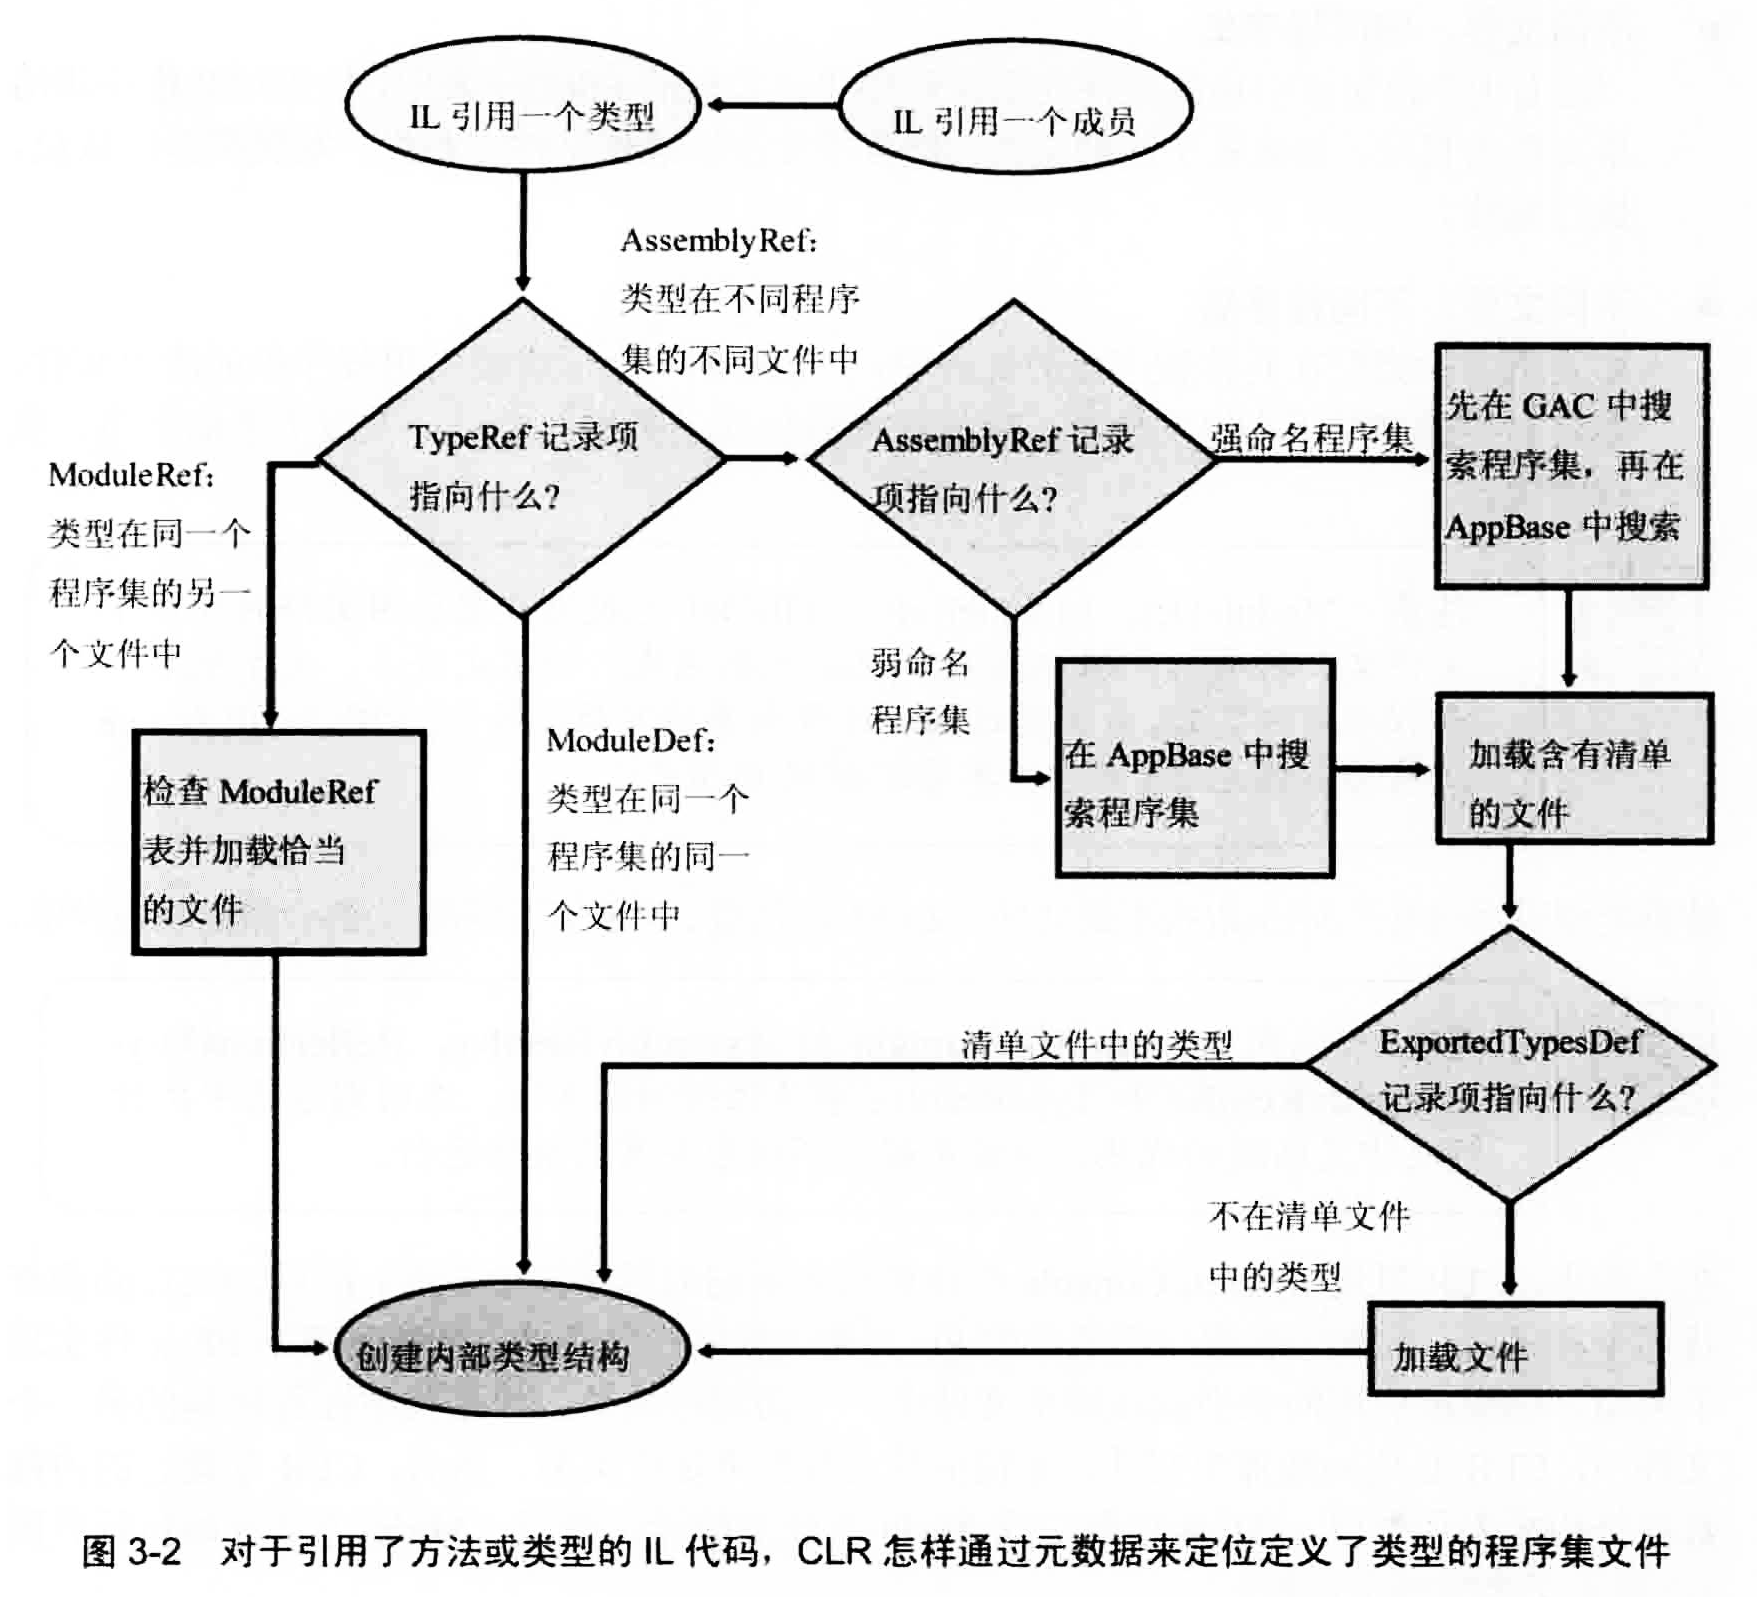 IL 引用一个类型
IL 引用一个成员
AssemblyRef:
类型在不同程序
集的不同文件中
TypeRef 记录项
指向什么?
AssemblyRef 记录
项指向什么?
强命名程序集
先在 GAC 中搜
索程序集，再在
AppBase 中搜索
ModuleRef:
类型在同一个
程序集的另一
个文件中
弱命名
程序集
ModuleDef:
类型在同一个
程序集的同一
个文件中
检查 ModuleRef
表并加载恰当
的文件
在 AppBase 中搜
索程序集
加载含有清单
的文件
清单文件中的类型
ExportedTypesDef
记录项指向什么?
不在清单文件
中的类型
创建内部类型结构
加载文件
图 3-2 对于引用了方法或类型的 IL 代码，CLR 怎样通过元数据来定位定义了类型的程序集文件